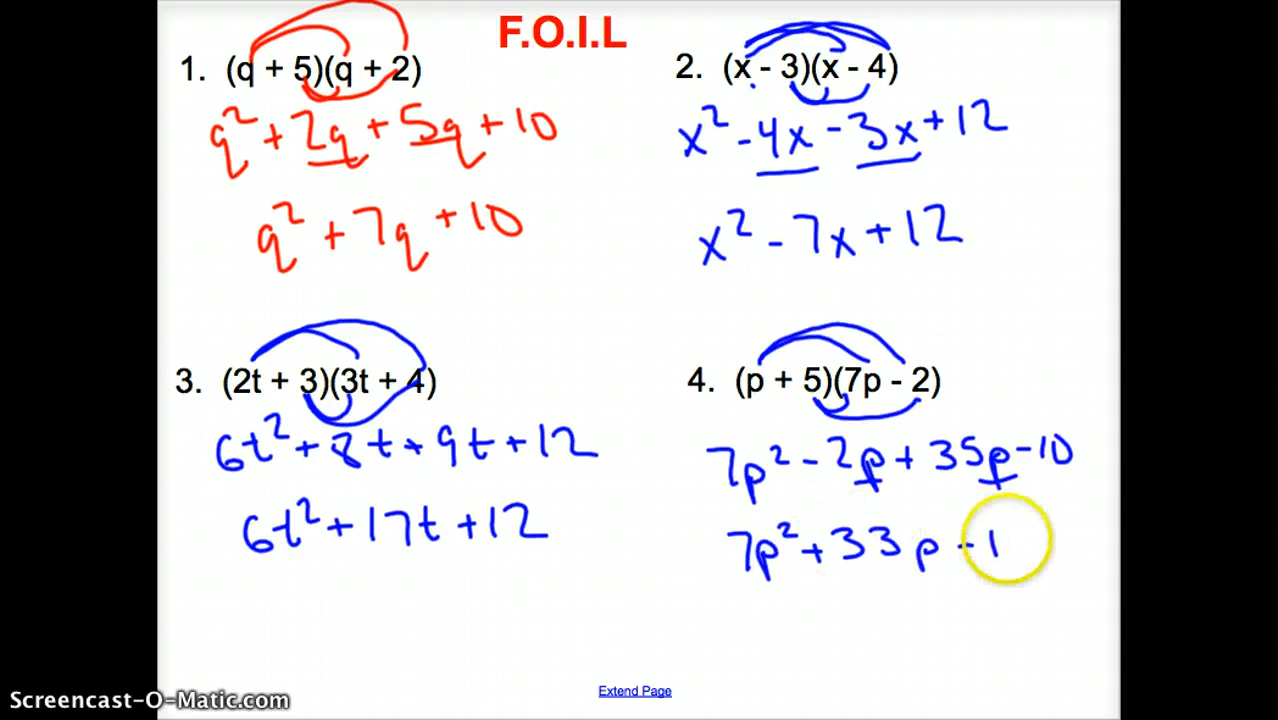 F.O.I.L
1. (q + 5)(q + 2)
q² + 2q + 5q + 10
q² + 7q + 10
2. (x - 3)(x - 4)
x² - 4x - 3x + 12
x² - 7x + 12
3. (2t + 3)(3t + 4)
6t² + 8t + 9t + 12
6t² + 17t + 12
4. (p + 5)(7p - 2)
7p² - 2p + 35p - 10
7p² + 33p - 1
Extend Page
Screencast-O-Matic.com